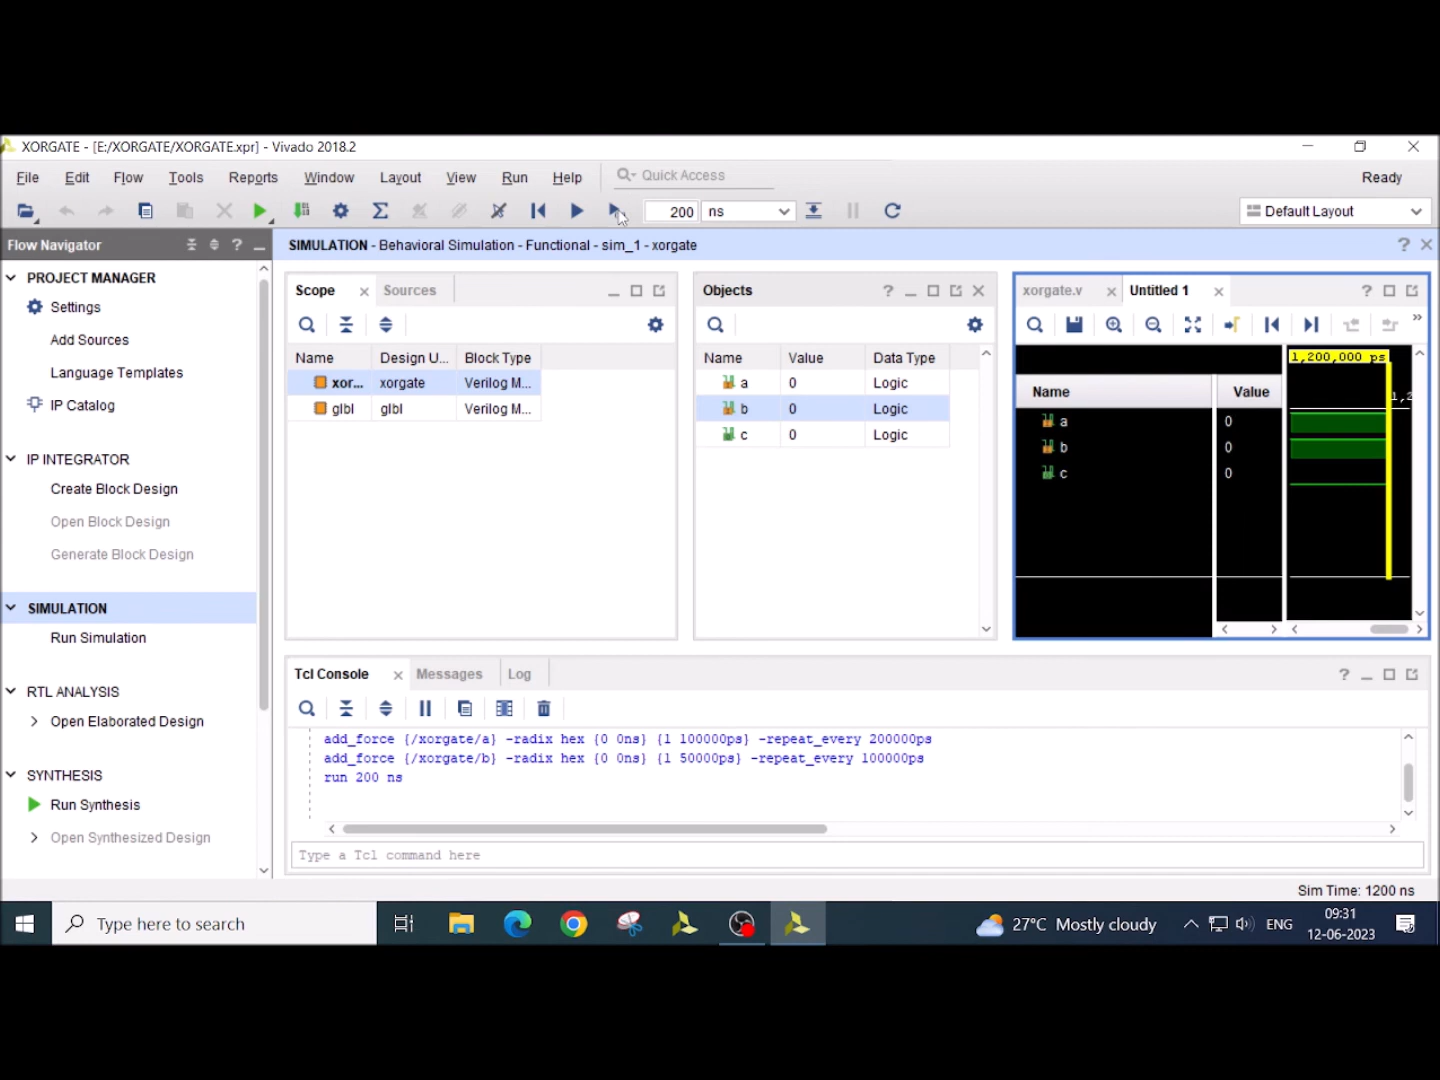 XORGATE - [E:/XORGATE/XORGATE.xpr] - Vivado 2018.2
File Edit Flow Tools Reports Window Layout View Run Help Quick Access Ready
200 ns Default Layout
Flow Navigator
SIMULATION - Behavioral Simulation - Functional - sim_1 - xorgate
PROJECT MANAGER
Settings
Add Sources
Language Templates
IP Catalog
IP INTEGRATOR
Create Block Design
Open Block Design
Generate Block Design
SIMULATION
Run Simulation
RTL ANALYSIS
Open Elaborated Design
SYNTHESIS
Run Synthesis
Open Synthesized Design
Scope Sources
Name Design U... Block Type
xor... xorgate Verilog M...
glbl glbl Verilog M...
Objects
Name Value Data Type
a 0 Logic
b 0 Logic
c 0 Logic
xorgate.v Untitled 1
1,200,000 ps
Name Value
1,2
a 0
b 0
c 0
Tcl Console Messages Log
add_force {/xorgate/a} -radix hex {0 0ns} {1 100000ps} -repeat_every 200000ps
add_force {/xorgate/b} -radix hex {0 0ns} {1 50000ps} -repeat_every 100000ps
run 200 ns
Type a Tcl command here
Sim Time: 1200 ns
Type here to search
27°C Mostly cloudy
ENG
09:31
12-06-2023